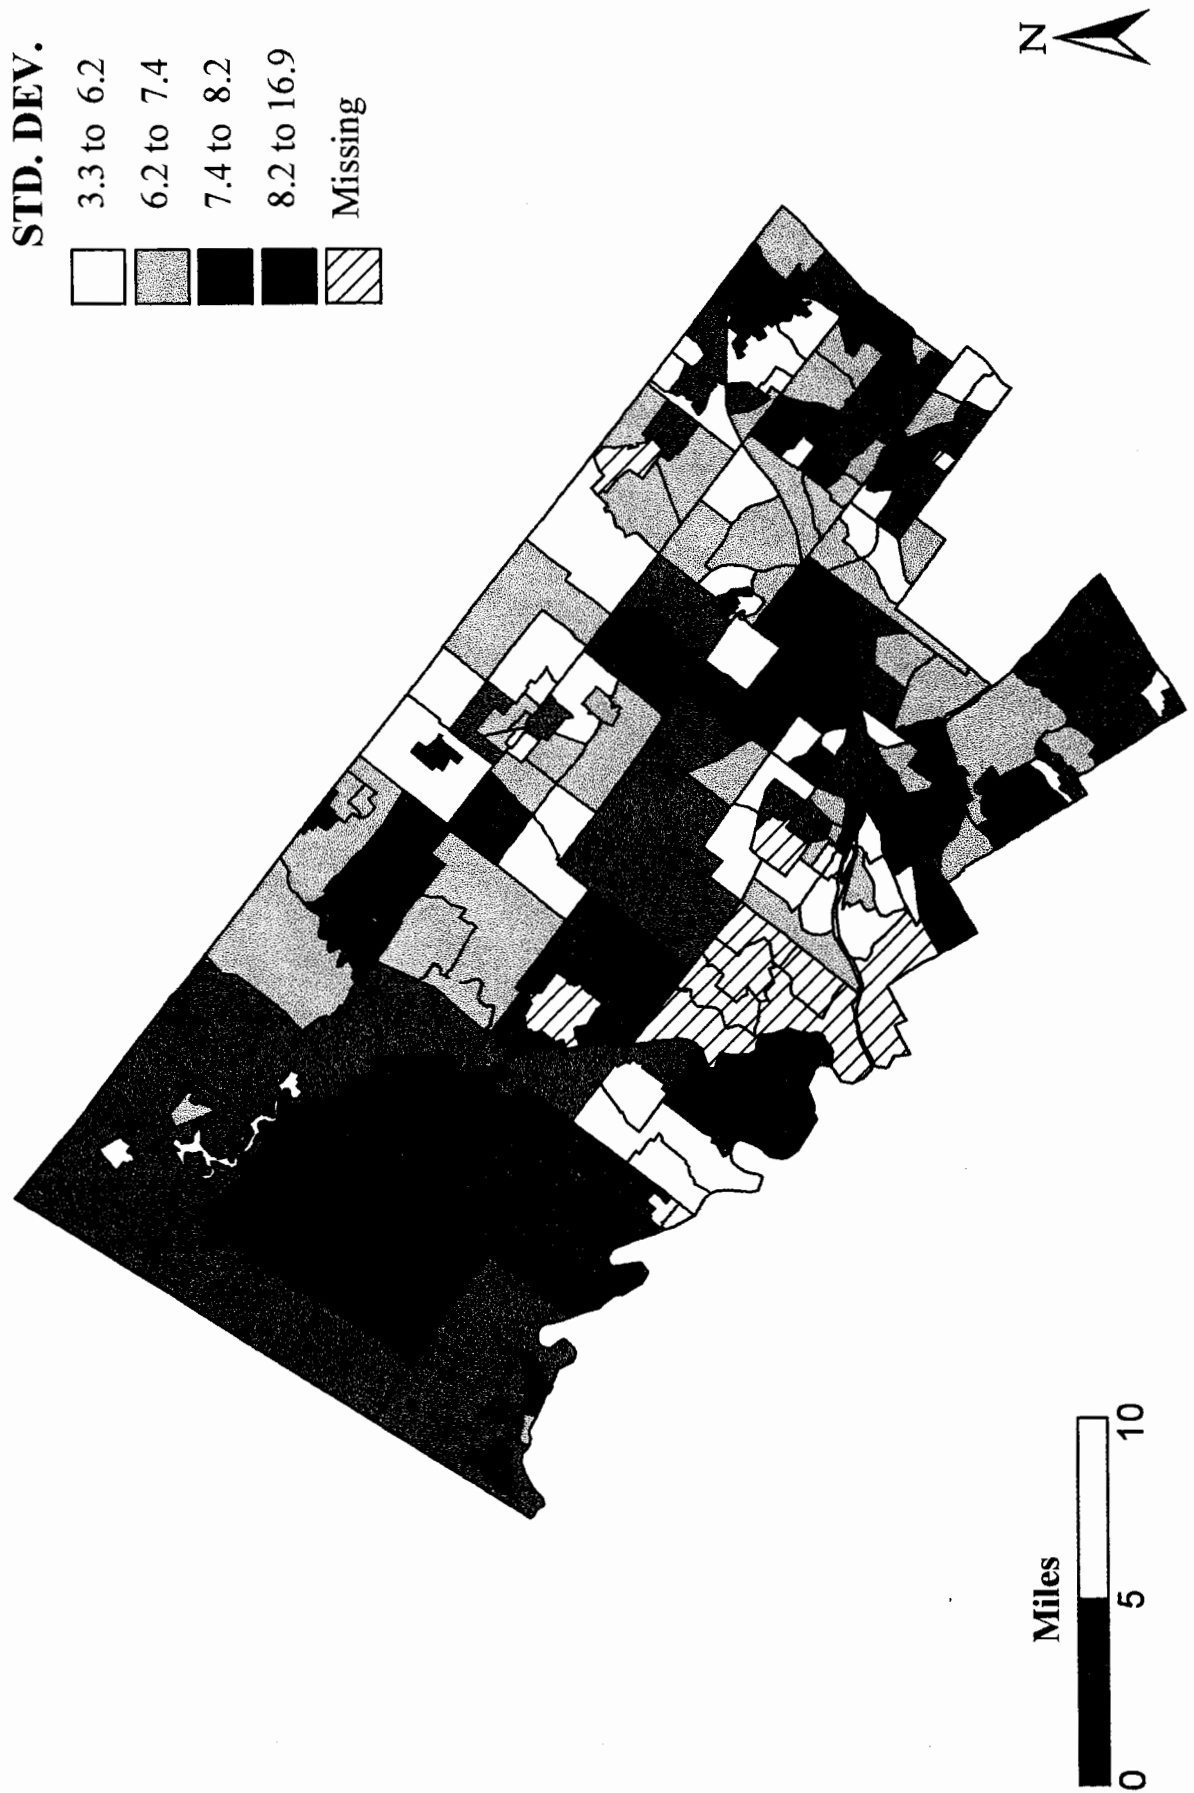 STD. DEV.
3.3 to 6.2
6.2 to 7.4
7.4 to 8.2
8.2 to 16.9
Missing
N
Miles
0 5 10